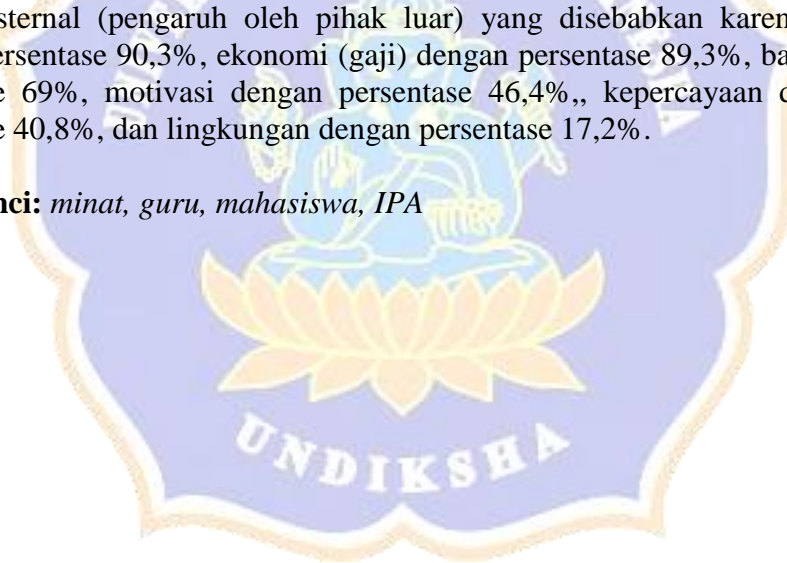 sternal (pengaruh oleh pihak luar) yang disebabkan karen
ersentase 90,3%, ekonomi (gaji) dengan persentase 89,3%, ba
e 69%, motivasi dengan persentase 46,4%,, kepercayaan d
e 40,8%, dan lingkungan dengan persentase 17,2%.
nci: minat, guru, mahasiswa, IPA
UNDIKSHA